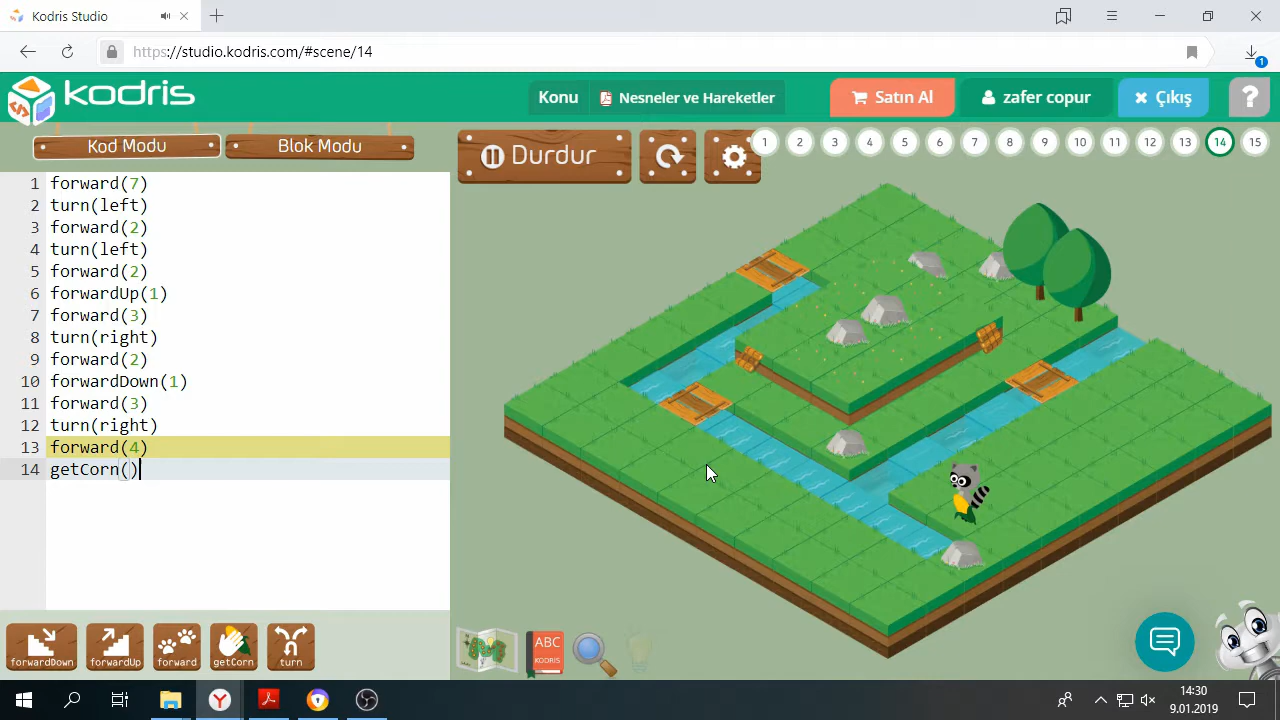 Kodris Studio
https://studio.kodris.com/#scene/14
1
kodris
Konu
Nesneler ve Hareketler
Satın Al
zafer copur
Çıkış
?
Kod Modu
Blok Modu
Durdur
1 2 3 4 5 6 7 8 9 10 11 12 13 14 15
1 forward(7)
2 turn(left)
3 forward(2)
4 turn(left)
5 forward(2)
6 forwardUp(1)
7 forward(3)
8 turn(right)
9 forward(2)
10 forwardDown(1)
11 forward(3)
12 turn(right)
13 forward(4)
14 getCorn()
forwardDown
forwardUp
forward
getCorn
turn
ABC
KODRIS
14:30
9.01.2019